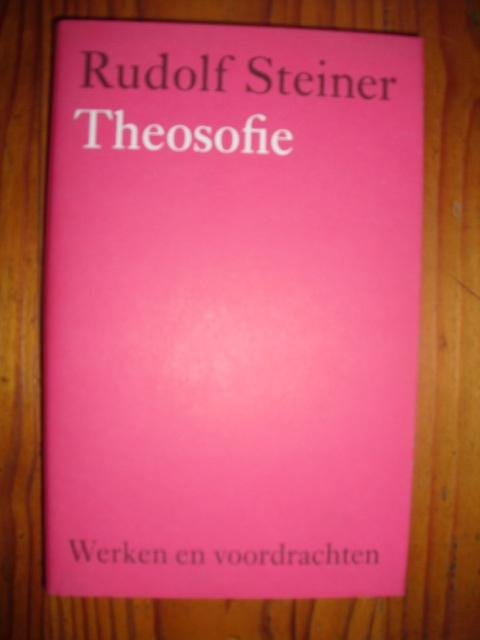 Rudolf Steiner
Theosofie
Werken en voordrachten